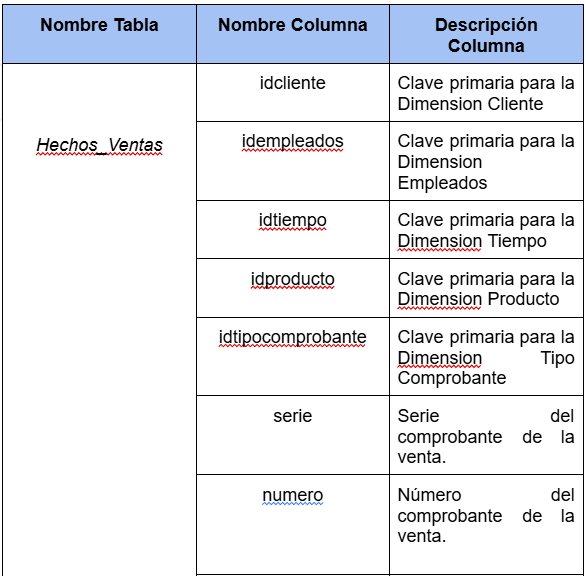 Nombre Tabla
Nombre Columna
Descripción
Columna
Hechos_Ventas
idcliente
Clave primaria para la
Dimension Cliente
idempleados
Clave primaria para la
Dimension
Empleados
idtiempo
Clave primaria para la
Dimension Tiempo
idproducto
Clave primaria para la
Dimension Producto
idtipocomprobante
Clave primaria para la
Dimension Tipo
Comprobante
serie
Serie del
comprobante de la
venta.
numero
Número del
comprobante de la
venta.